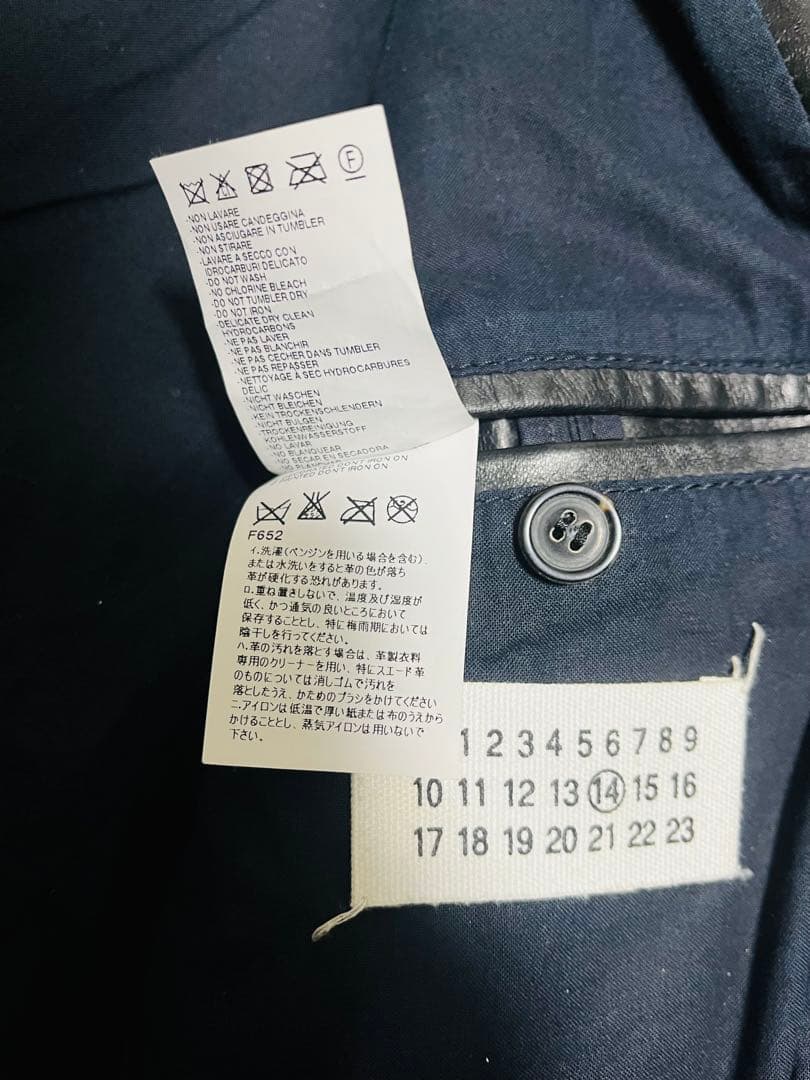 F
-NON LAVARE
-NON USARE CANDEGGINA
-NON ASCIUGARE IN TUMBLER
-NON STIRARE
-LAVARE A SECCO CON
IDROCARBURI DELICATO
-DO NOT WASH
-NO CHLORINE BLEACH
-DO NOT TUMBLER DRY
-DO NOT IRON
-DELICATE DRY CLEAN
HYDROCARBONS
-NE PAS LAVER
-NE PAS BLANCHIR
-NE PAS CECHER DANS TUMBLER
-NE PAS REPASSER
-NETTOYAGE À SEC HYDROCARBURES
DÉLIC
-NICHT WASCHEN
-NICHT BLEICHEN
-KEIN TROCKENSCHLENDERN
-NICHT BULGEN
-TROCKENREINIGUNG
KOHLENWASSERSTOFF
-NO LAVAR
-NO BLANQUEAR
-NO SECAR EN SECADORA
-NO
DON'T IRON ON
F652
イ.洗濯(ベンジンを用いる場合を含む)、
または水洗いをすると革の色が落ち
革が硬化する恐れがあります。
ロ.重ね置きしないで、温度及び湿度が
低く、かつ通気の良いところにおいて
保存することとし、特に梅雨期においては
陰干しを行ってください。
ハ.革の汚れを落とす場合は、革製衣料
専用のクリーナーを用い、特にスエード革
のものについては消しゴムで汚れを
落としたうえ、かためのブラシをかけてください
ニ.アイロンは低温で厚い紙または布のうえから
かけることとし、蒸気アイロンは用いないで
下さい。
1 2 3 4 5 6 7 8 9
10 11 12 13 14 15 16
17 18 19 20 21 22 23